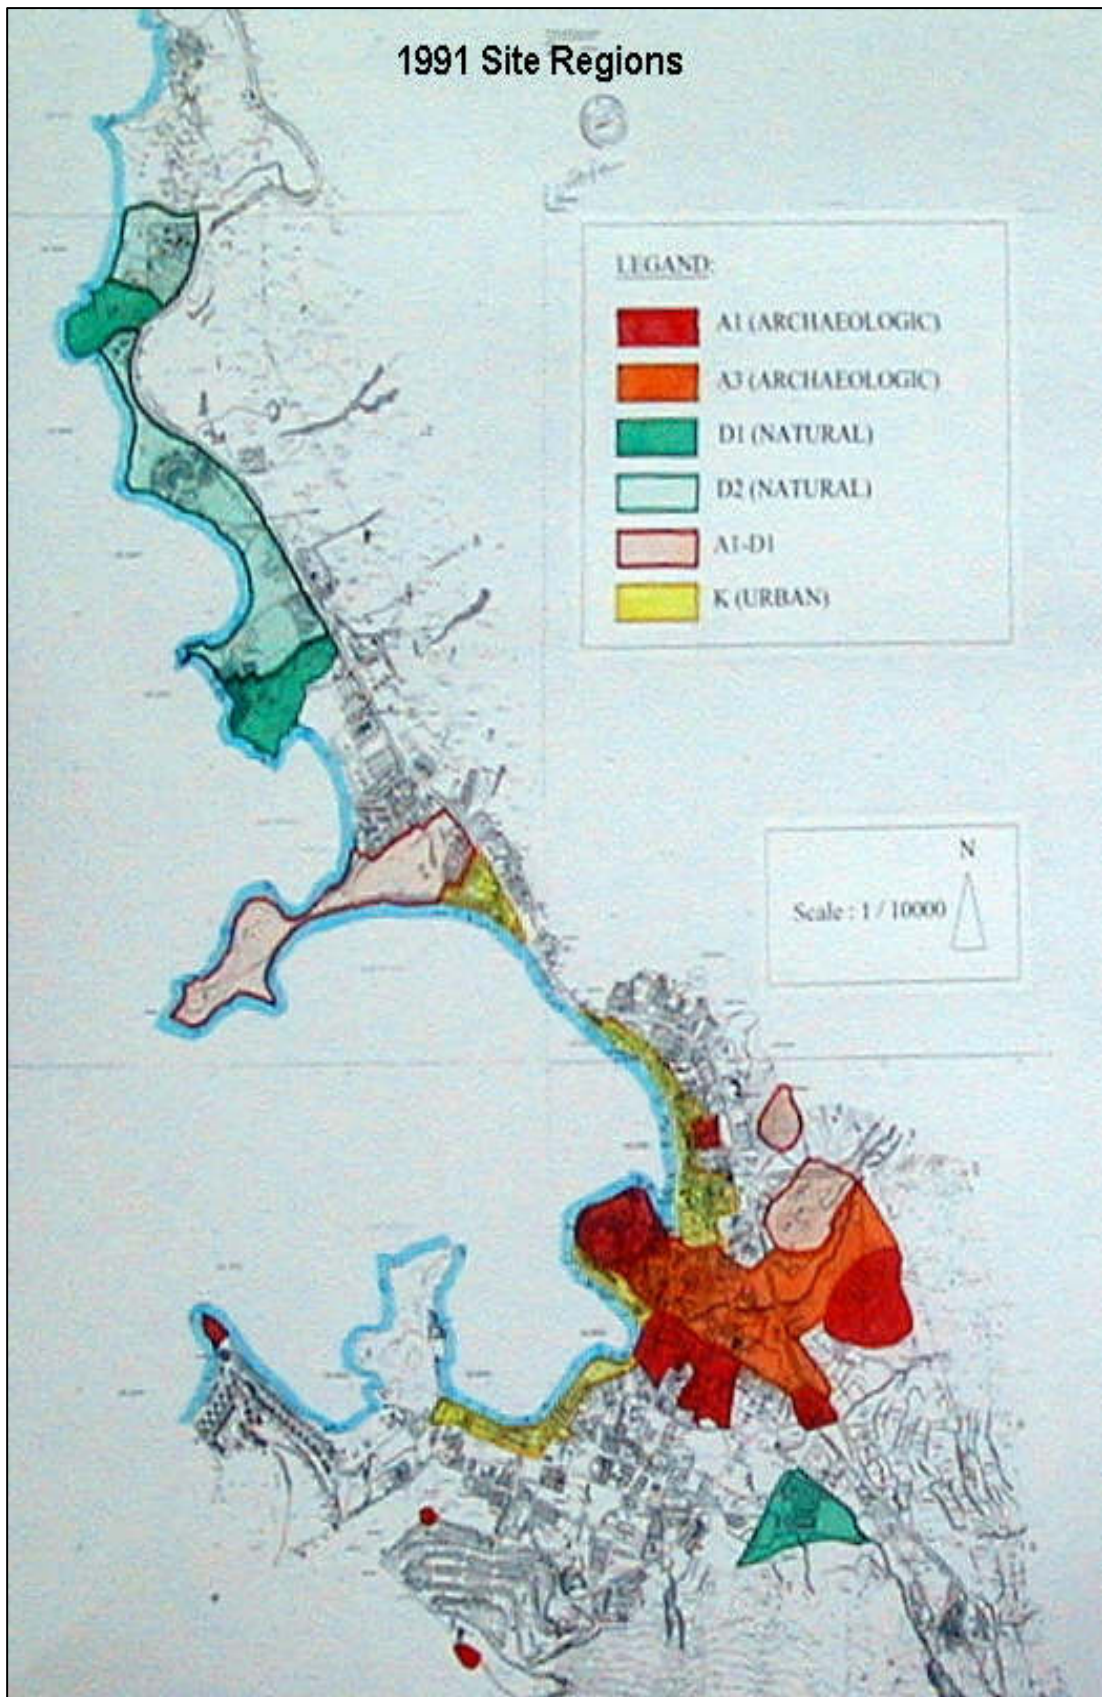 1991 Site Regions
LEGAND:
A1 (ARCHAEOLOGIC)
A3 (ARCHAEOLOGIC)
D1 (NATURAL)
D2 (NATURAL)
A1-D1
K (URBAN)
N
Scale : 1 / 10000